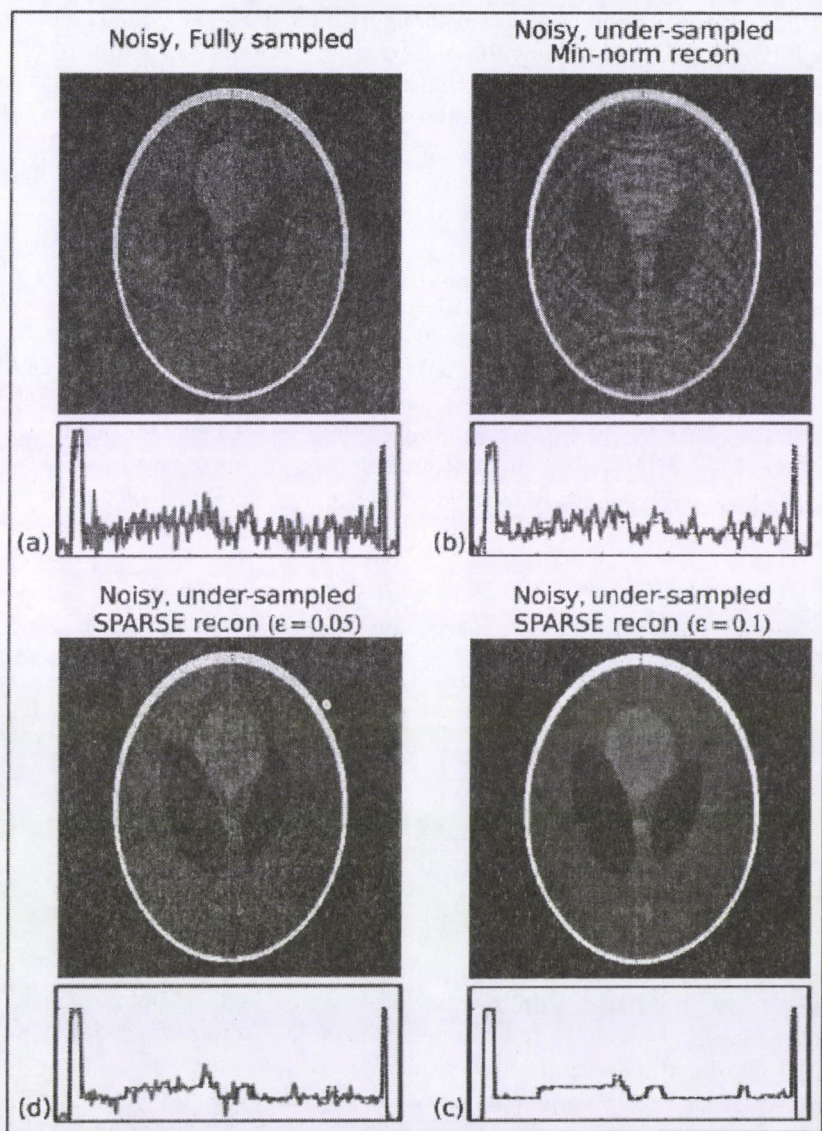 Noisy, Fully sampled
Noisy, under-sampled
Min-norm recon
(a)
(b)
Noisy, under-sampled
SPARSE recon (ε = 0.05)
Noisy, under-sampled
SPARSE recon (ε = 0.1)
(d)
(c)